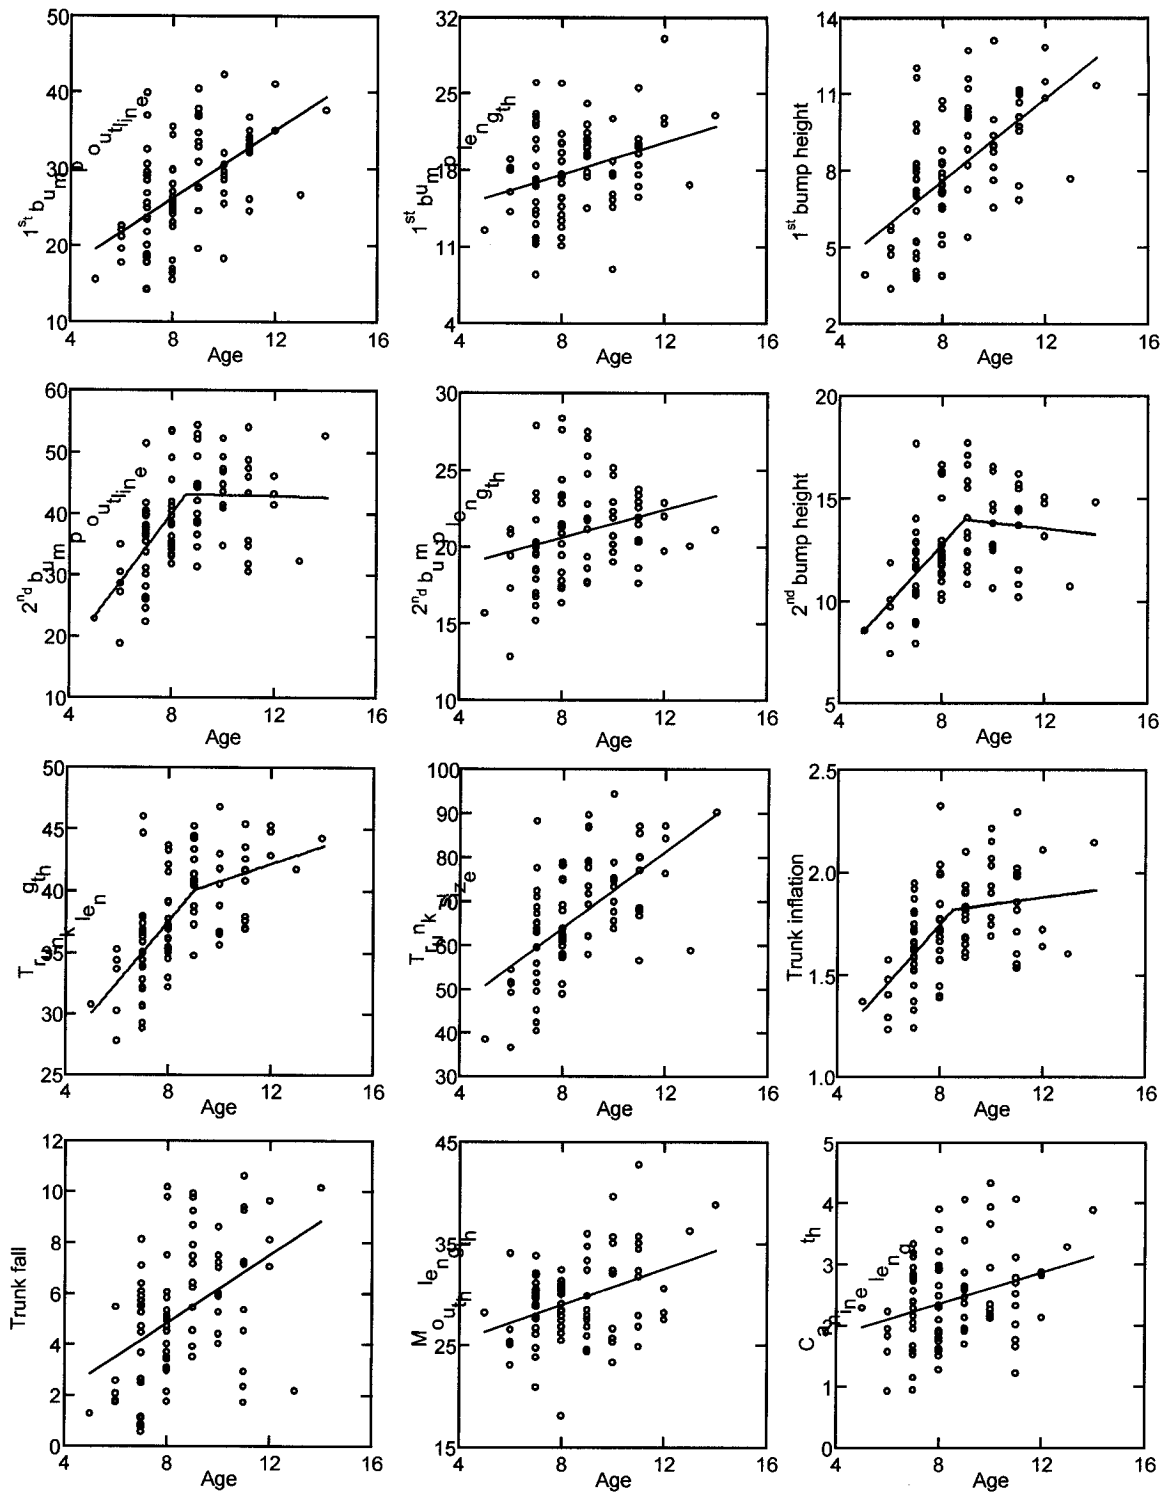 50
40
30
20
10
4 8 12 16
Age
1st bump outline
32
25
18
11
4
4 8 12 16
Age
1st bump length
14
11
8
5
2
4 8 12 16
Age
1st bump height
60
50
40
30
20
10
4 8 12 16
Age
2nd bump outline
30
25
20
15
10
4 8 12 16
Age
2nd bump length
20
15
10
5
4 8 12 16
Age
2nd bump height
50
45
40
35
30
25
4 8 12 16
Age
Trunk length
100
90
80
70
60
50
40
30
4 8 12 16
Age
Trunk size
2.5
2.0
1.5
1.0
4 8 12 16
Age
Trunk inflation
12
10
8
6
4
2
0
4 8 12 16
Age
Trunk fall
45
35
25
15
4 8 12 16
Age
Mouth length
5
4
3
2
1
0
4 8 12 16
Age
Canine length